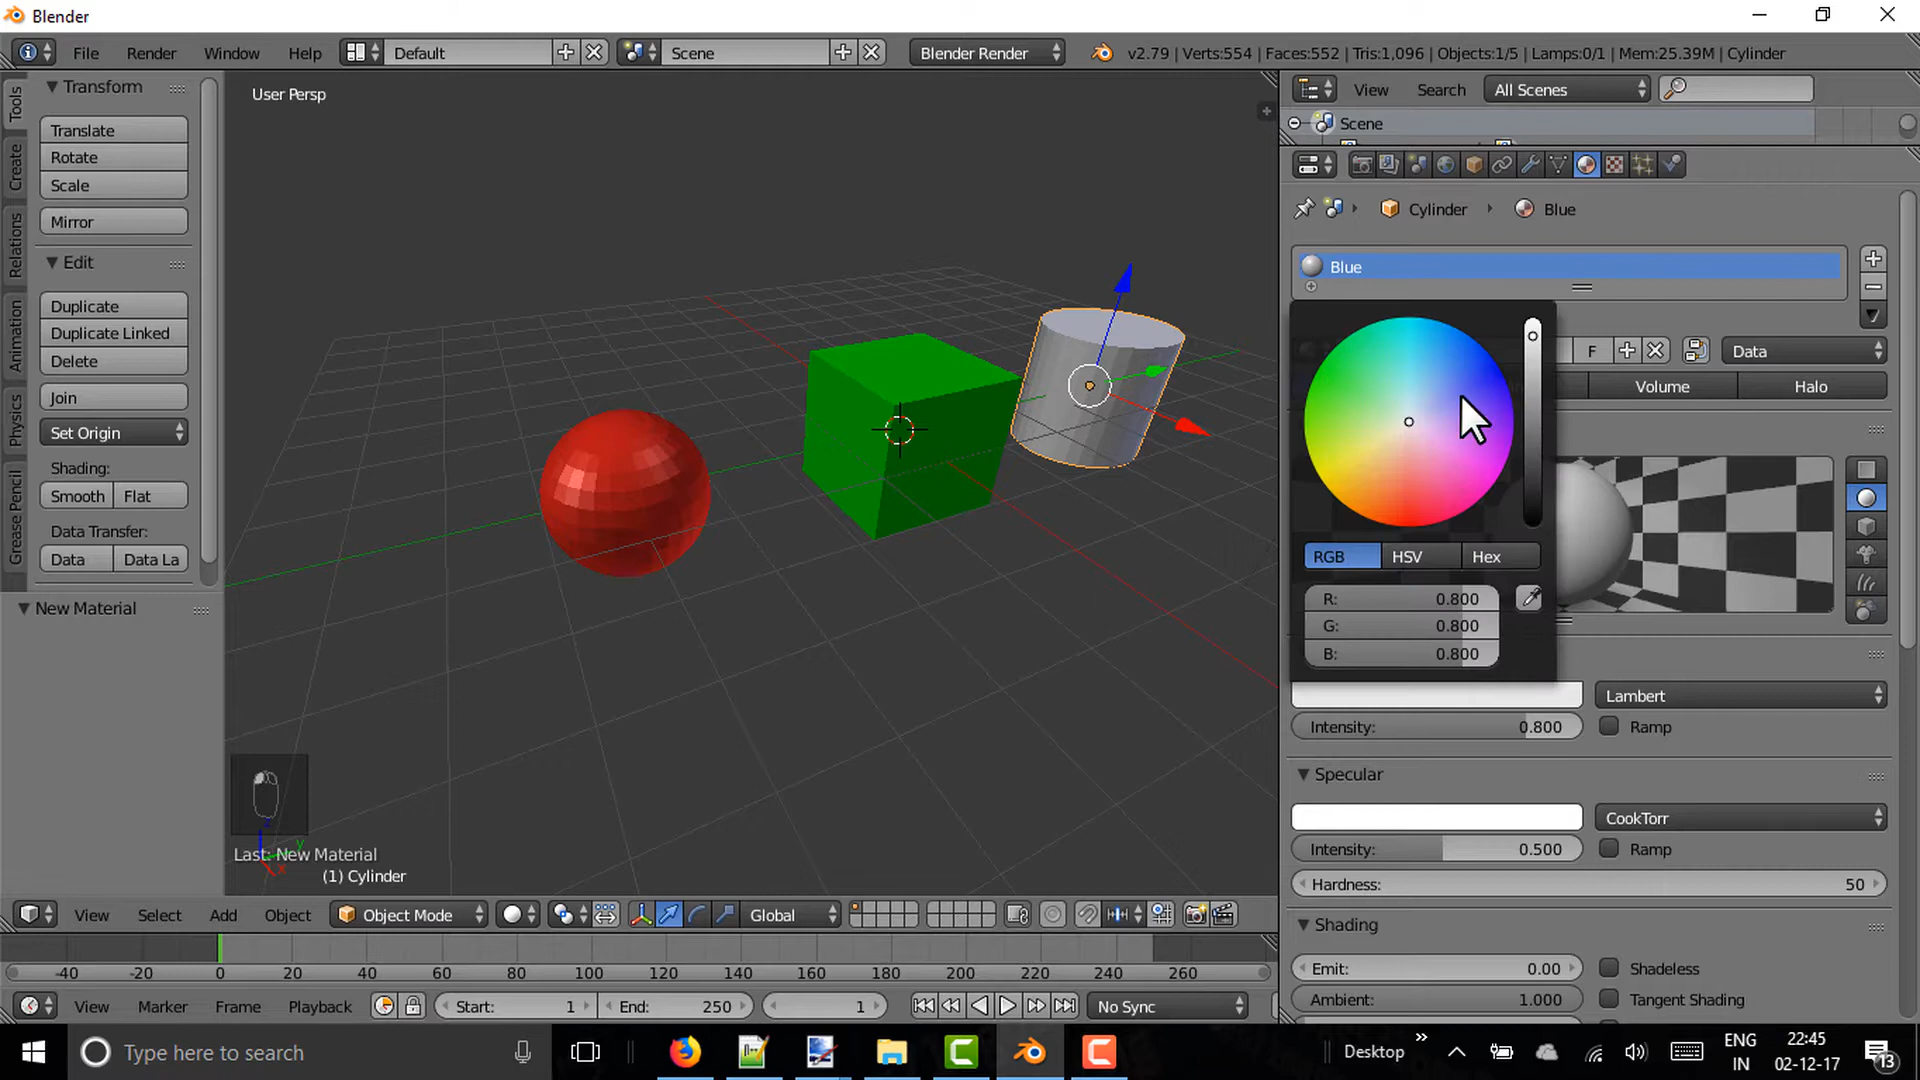 Blender
File Render Window Help Default Scene Blender Render v2.79 | Verts:554 | Faces:552 | Tris:1,096 | Objects:1/5 | Lamps:0/1 | Mem:25.39M | Cylinder
Tools
Create
Relations
Animation
Physics
Grease Pencil
Transform
Translate
Rotate
Scale
Mirror
Edit
Duplicate
Duplicate Linked
Delete
Join
Set Origin
Shading:
Smooth Flat
Data Transfer:
Data Data La
New Material
User Persp
Last: New Material
(1) Cylinder
View Select Add Object Object Mode Global
-40 -20 0 20 40 60 80 100 120 140 160 180 200 220 240 260
View Marker Frame Playback Start: 1 End: 250 1 No Sync
View Search All Scenes
Scene
Cylinder Blue
Blue
F Data
Volume Halo
RGB HSV Hex
R: 0.800
G: 0.800
B: 0.800
Lambert
Intensity: 0.800 Ramp
Specular
CookTorr
Intensity: 0.500 Ramp
Hardness: 50
Shading
Emit: 0.00 Shadeless
Ambient: 1.000 Tangent Shading
Type here to search
Desktop
ENG
IN
22:45
02-12-17
13